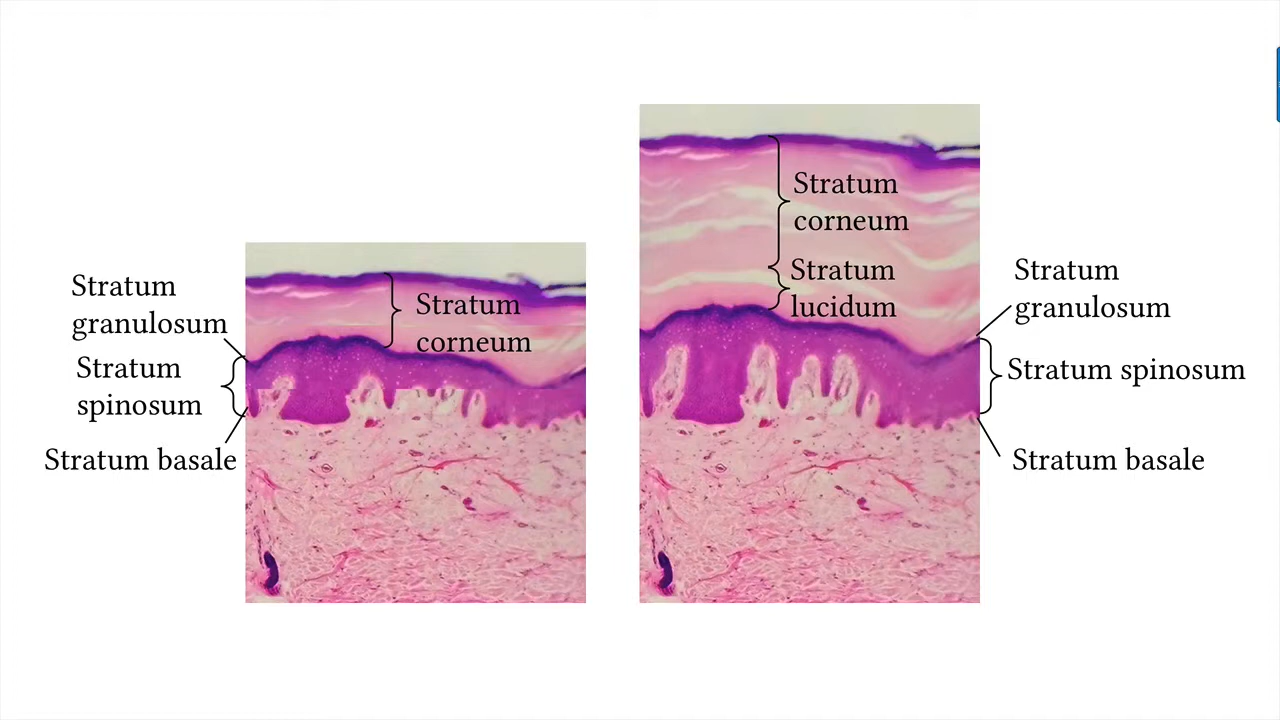 Stratum
granulosum
Stratum
spinosum
Stratum basale
Stratum
corneum
Stratum
corneum
Stratum
lucidum
Stratum
granulosum
Stratum spinosum
Stratum basale